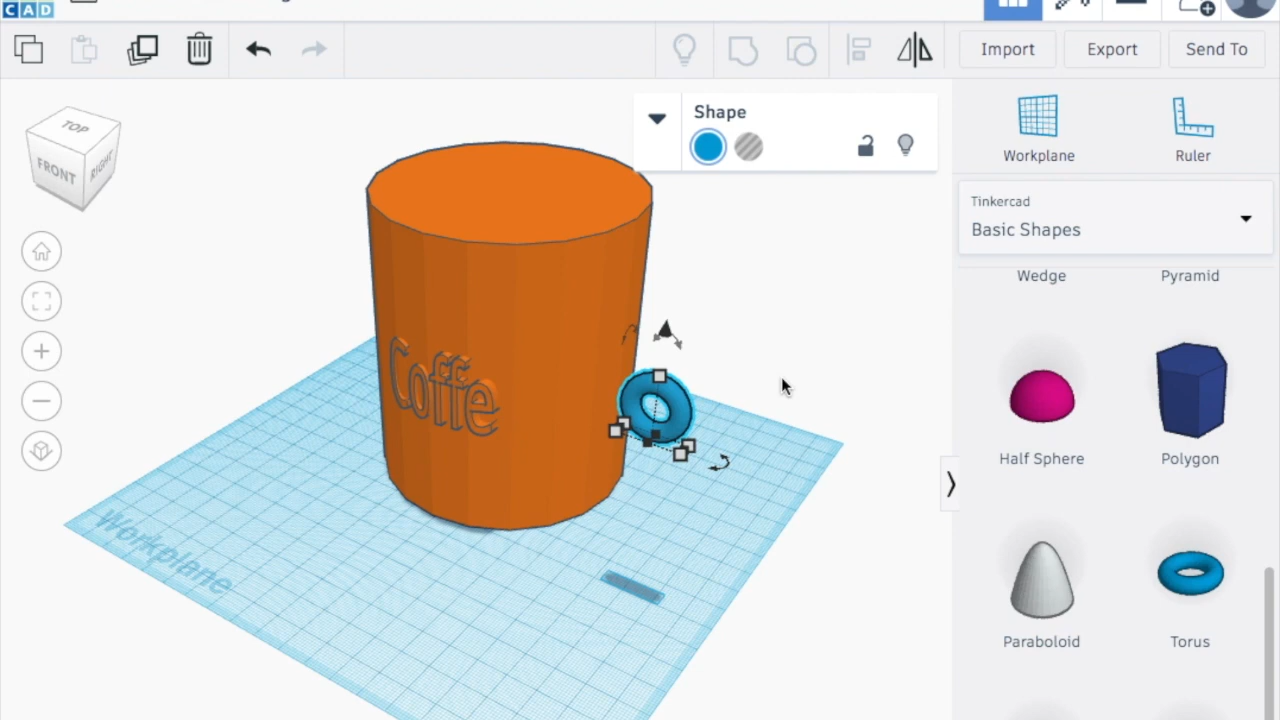 CAD
Import
Export
Send To
TOP
FRONT
RIGHT
Shape
Workplane
Ruler
Tinkercad
Basic Shapes
Wedge
Pyramid
Coffe
Half Sphere
Polygon
Workplane
Paraboloid
Torus